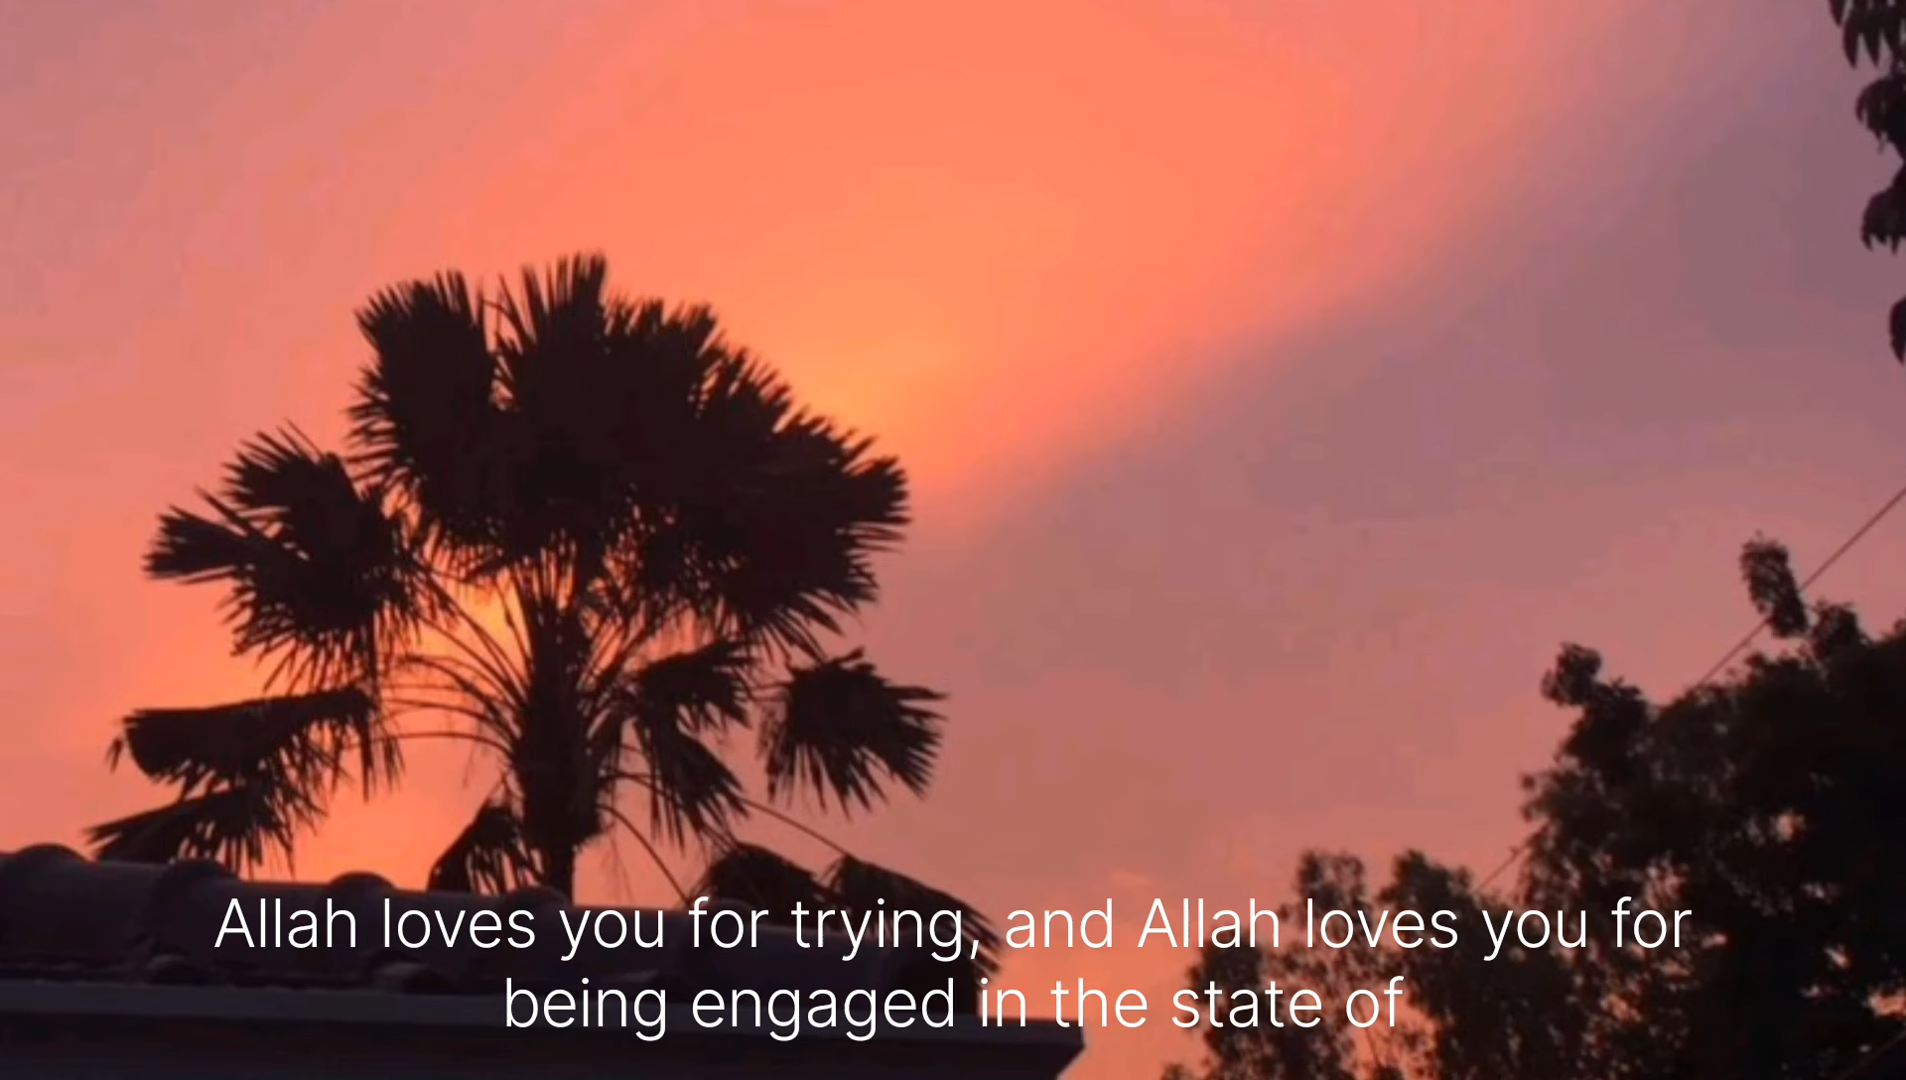 Allah loves you for trying, and Allah loves you for
being engaged in the state of